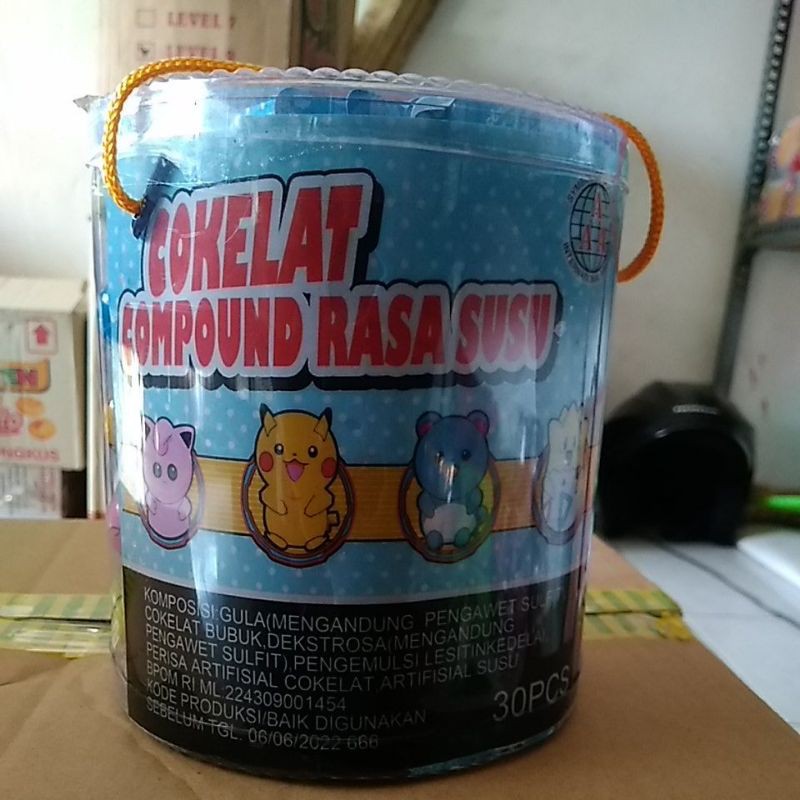 LEVEL 7
LEVEL
COKELAT
COMPOUND RASA SUSU
A
A A
KOMPOSISI:GULA(MENGANDUNG PENGAWET SULFIT
COKELAT BUBUK,DEKSTROSA(MENGANDUNG
PENGAWET SULFIT),PENGEMULSI LESITINKEDELAI,
PERISA ARTIFISIAL COKELAT,ARTIFISIAL SUSU
BPOM RI ML 224309001454
KODE PRODUKSI/BAIK DIGUNAKAN
SEBELUM TGL. 06/06/2022 666
30PCS